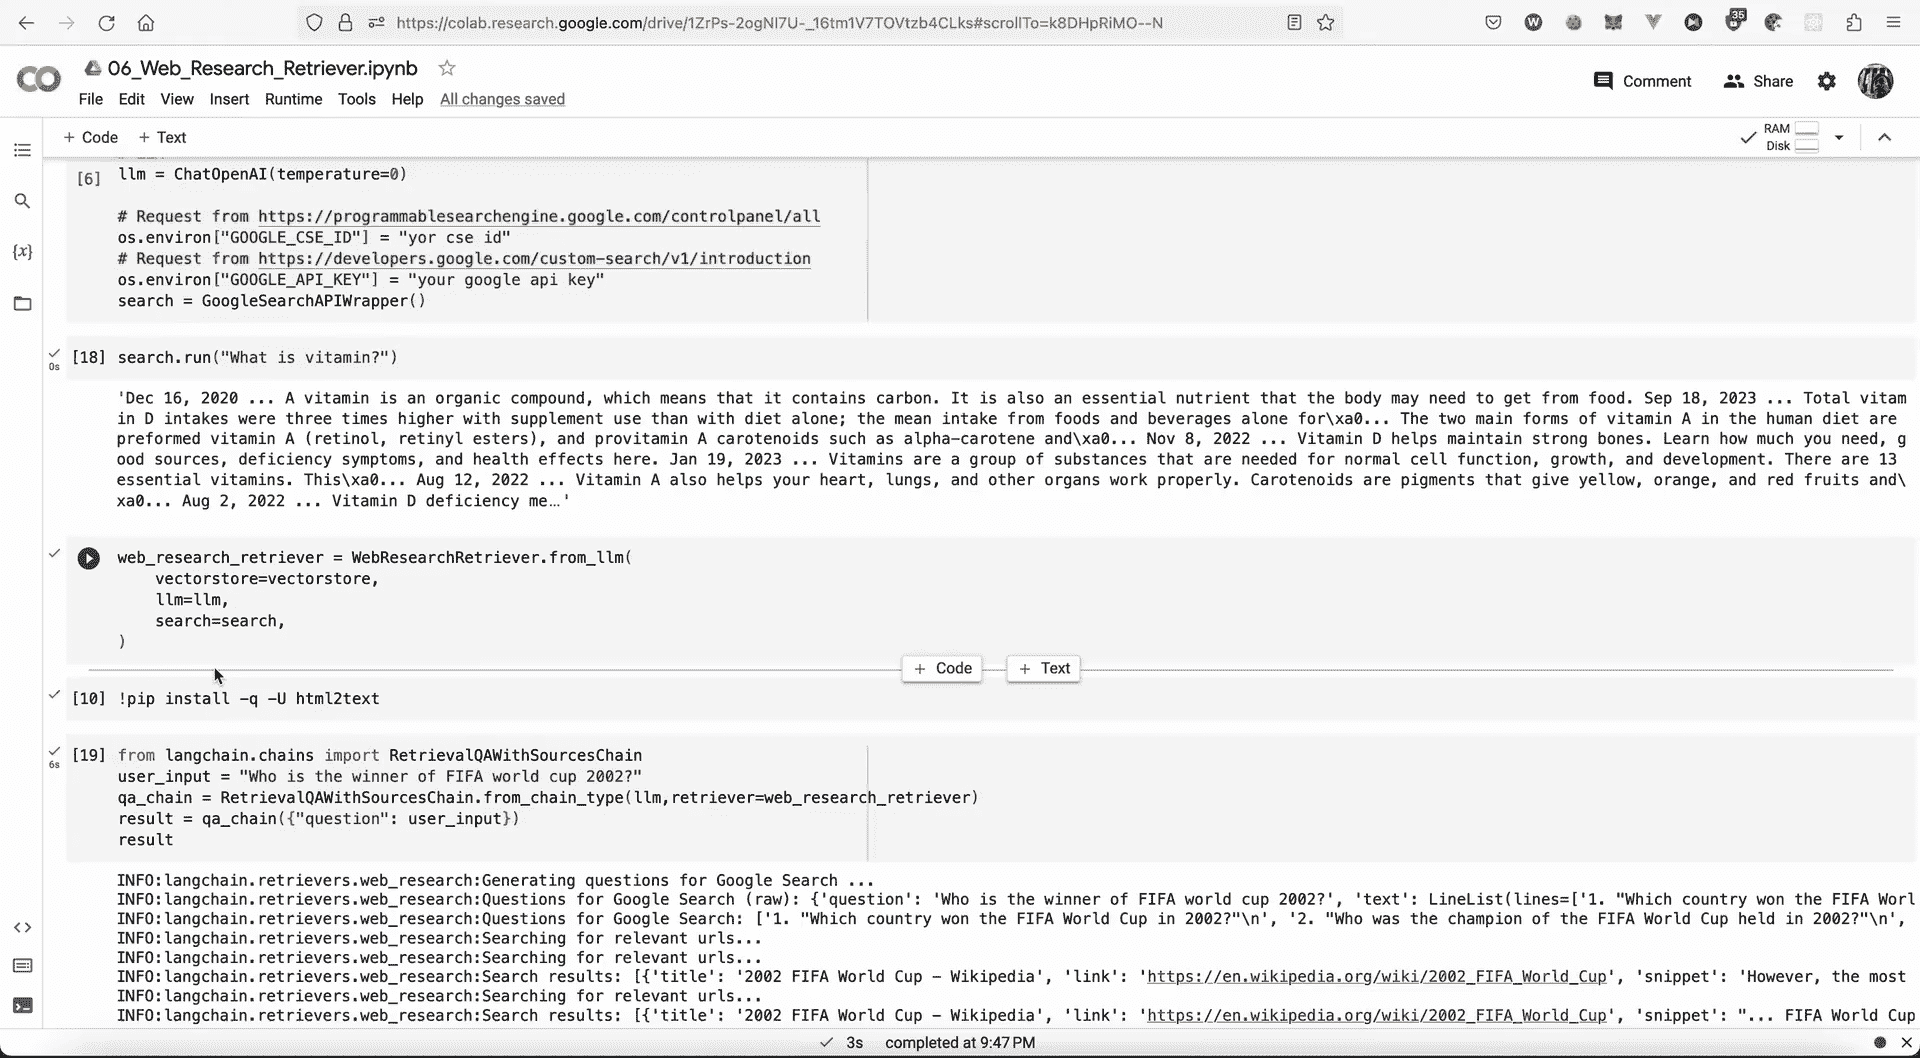 https://colab.research.google.com/drive/1ZrPs-2ogNI7U-_16tm1V7TOVtzb4CLks#scrollTo=k8DHpRiMO--N
W
35
CO
06_Web_Research_Retriever.ipynb
File Edit View Insert Runtime Tools Help All changes saved
Comment
Share
+ Code + Text
RAM
Disk
{x}
[6]
llm = ChatOpenAI(temperature=0)
# Request from https://programmablesearchengine.google.com/controlpanel/all
os.environ["GOOGLE_CSE_ID"] = "yor cse id"
# Request from https://developers.google.com/custom-search/v1/introduction
os.environ["GOOGLE_API_KEY"] = "your google api key"
search = GoogleSearchAPIWrapper()
0s
[18] search.run("What is vitamin?")
'Dec 16, 2020 ... A vitamin is an organic compound, which means that it contains carbon. It is also an essential nutrient that the body may need to get from food. Sep 18, 2023 ... Total vitam
in D intakes were three times higher with supplement use than with diet alone; the mean intake from foods and beverages alone for\xa0... The two main forms of vitamin A in the human diet are
preformed vitamin A (retinol, retinyl esters), and provitamin A carotenoids such as alpha-carotene and\xa0... Nov 8, 2022 ... Vitamin D helps maintain strong bones. Learn how much you need, g
ood sources, deficiency symptoms, and health effects here. Jan 19, 2023 ... Vitamins are a group of substances that are needed for normal cell function, growth, and development. There are 13
essential vitamins. This\xa0... Aug 12, 2022 ... Vitamin A also helps your heart, lungs, and other organs work properly. Carotenoids are pigments that give yellow, orange, and red fruits and\
xa0... Aug 2, 2022 ... Vitamin D deficiency me…'
web_research_retriever = WebResearchRetriever.from_llm(
vectorstore=vectorstore,
llm=llm,
search=search,
)
+ Code + Text
[10] !pip install -q -U html2text
6s
[19] from langchain.chains import RetrievalQAWithSourcesChain
user_input = "Who is the winner of FIFA world cup 2002?"
qa_chain = RetrievalQAWithSourcesChain.from_chain_type(llm,retriever=web_research_retriever)
result = qa_chain({"question": user_input})
result
INFO:langchain.retrievers.web_research:Generating questions for Google Search ...
INFO:langchain.retrievers.web_research:Questions for Google Search (raw): {'question': 'Who is the winner of FIFA world cup 2002?', 'text': LineList(lines=['1. "Which country won the FIFA Worl
INFO:langchain.retrievers.web_research:Questions for Google Search: ['1. "Which country won the FIFA World Cup in 2002?"\n', '2. "Who was the champion of the FIFA World Cup held in 2002?"\n',
INFO:langchain.retrievers.web_research:Searching for relevant urls...
INFO:langchain.retrievers.web_research:Searching for relevant urls...
INFO:langchain.retrievers.web_research:Search results: [{'title': '2002 FIFA World Cup - Wikipedia', 'link': 'https://en.wikipedia.org/wiki/2002_FIFA_World_Cup', 'snippet': 'However, the most
INFO:langchain.retrievers.web_research:Searching for relevant urls...
INFO:langchain.retrievers.web_research:Search results: [{'title': '2002 FIFA World Cup - Wikipedia', 'link': 'https://en.wikipedia.org/wiki/2002_FIFA_World_Cup', 'snippet': "... FIFA World Cup
3s completed at 9:47 PM